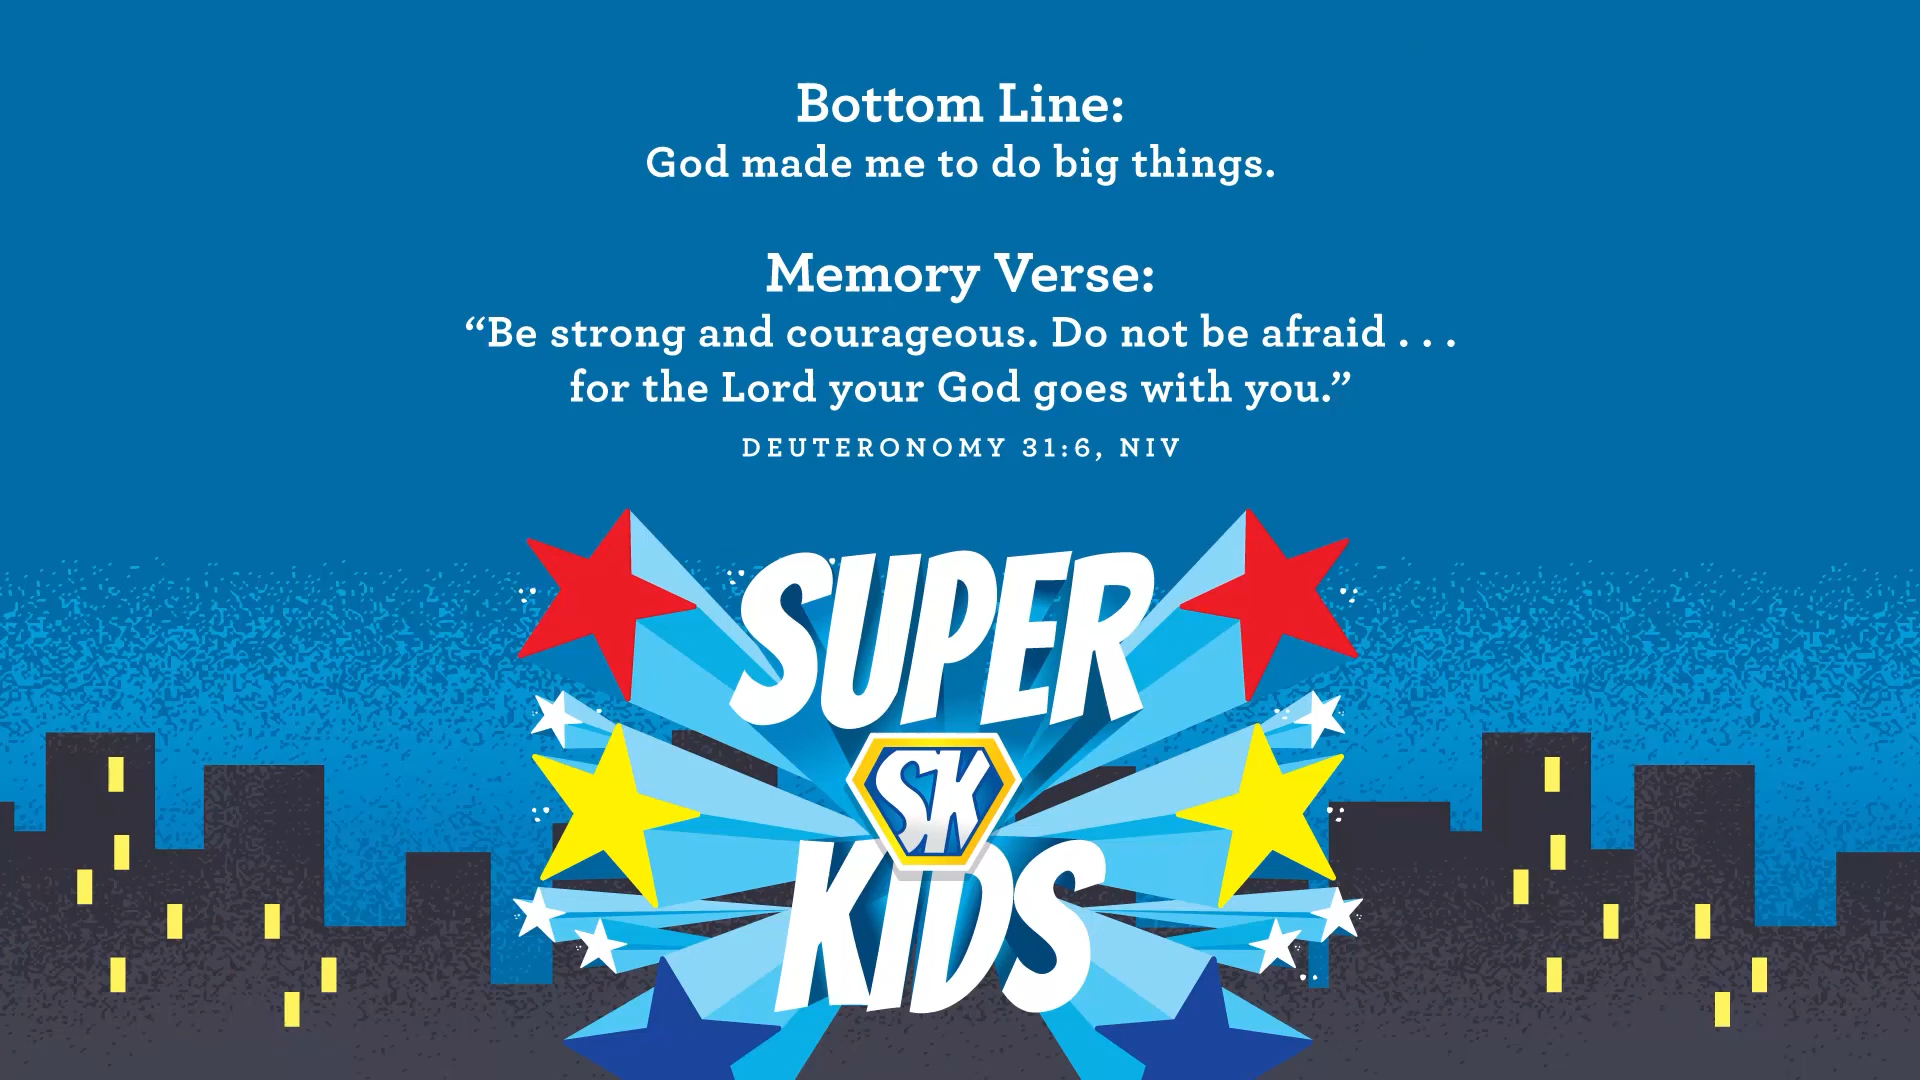 Bottom Line:
God made me to do big things.
Memory Verse:
“Be strong and courageous. Do not be afraid . . .
for the Lord your God goes with you.”
DEUTERONOMY 31:6, NIV
SUPER
SK
KIDS